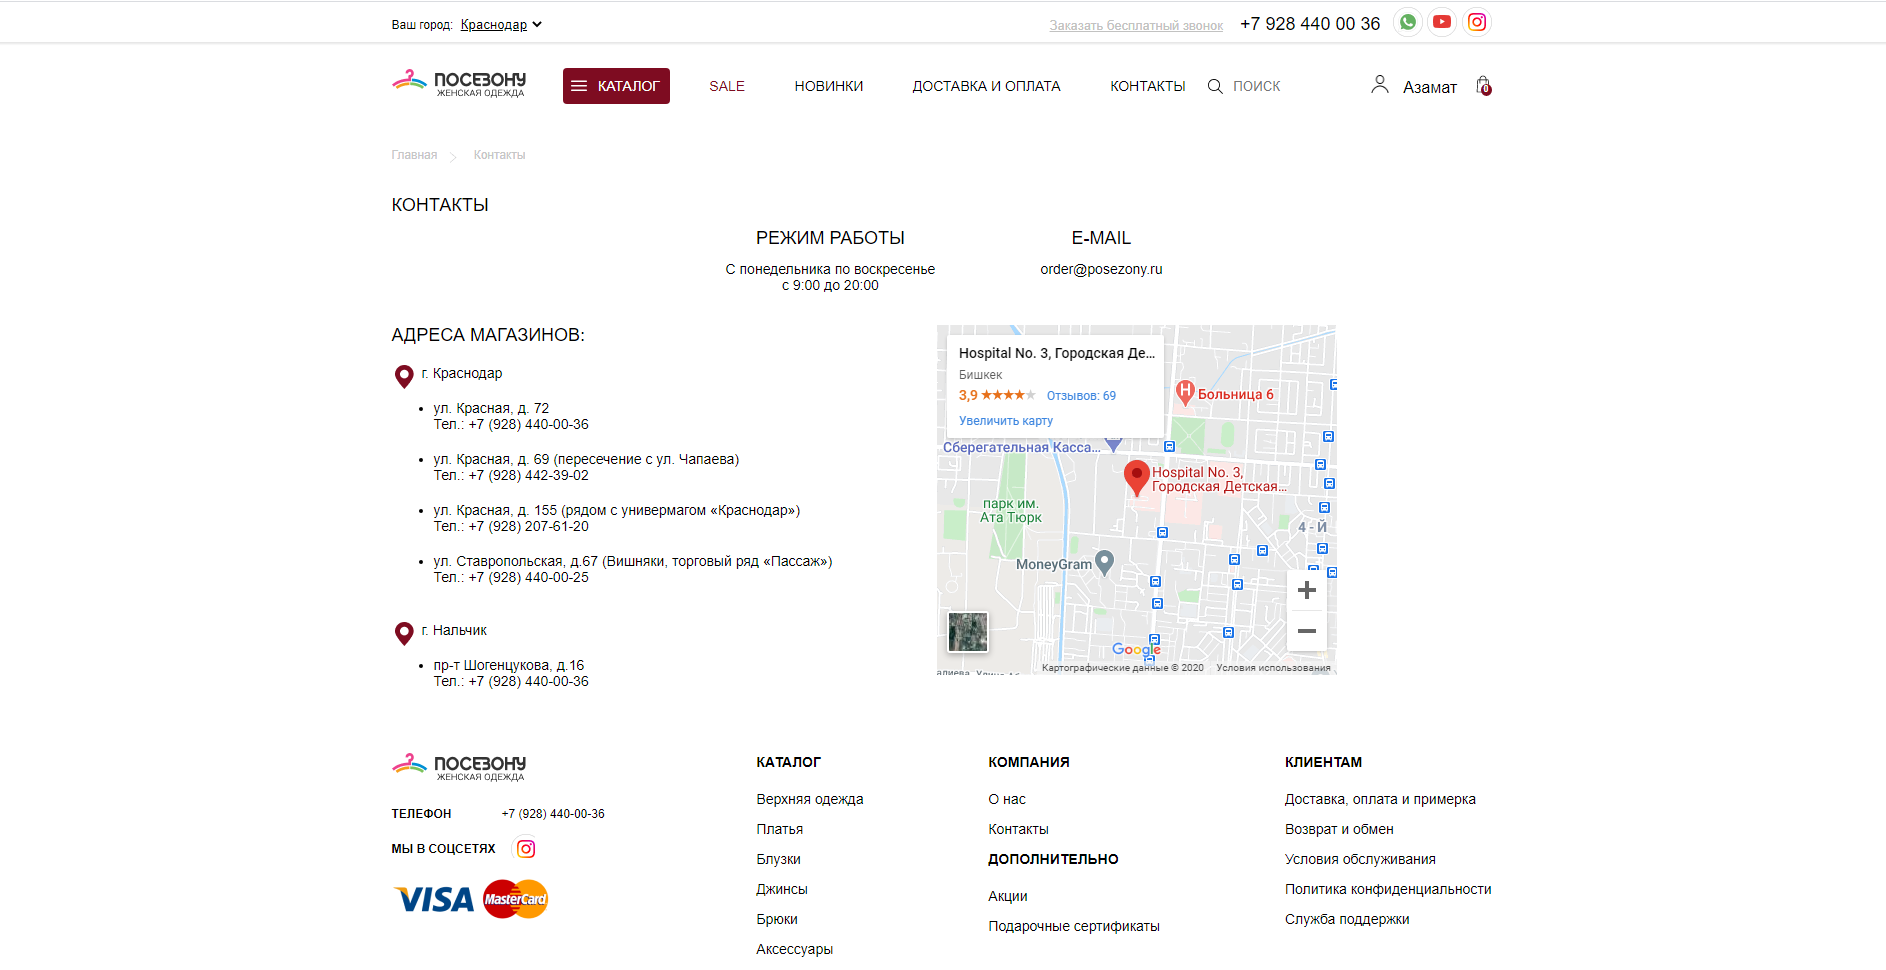 Ваш город: Краснодар
Заказать бесплатный звонок +7 928 440 00 36
ПОСЕЗОНУ
ЖЕНСКАЯ ОДЕЖДА
КАТАЛОГ SALE НОВИНКИ ДОСТАВКА И ОПЛАТА КОНТАКТЫ ПОИСК Азамат 0
Главная Контакты
КОНТАКТЫ
РЕЖИМ РАБОТЫ
С понедельника по воскресенье
с 9:00 до 20:00
E-MAIL
order@posezony.ru
АДРЕСА МАГАЗИНОВ:
г. Краснодар
• ул. Красная, д. 72
Тел.: +7 (928) 440-00-36
• ул. Красная, д. 69 (пересечение с ул. Чапаева)
Тел.: +7 (928) 442-39-02
• ул. Красная, д. 155 (рядом с универмагом «Краснодар»)
Тел.: +7 (928) 207-61-20
• ул. Ставропольская, д.67 (Вишняки, торговый ряд «Пассаж»)
Тел.: +7 (928) 440-00-25
г. Нальчик
• пр-т Шогенцукова, д.16
Тел.: +7 (928) 440-00-36
Hospital No. 3, Городская Де...
Бишкек
3,9 ★★★★★ Отзывов: 69
Увеличить карту
H Больница 6
Сберегательная Касса...
Hospital No. 3,
Городская Детская...
парк им.
Ата Тюрк
4 - Й
MoneyGram
+
−
Google
Картографические данные © 2020 Условия использования
ПОСЕЗОНУ
ЖЕНСКАЯ ОДЕЖДА
ТЕЛЕФОН +7 (928) 440-00-36
МЫ В СОЦСЕТЯХ
VISA MasterCard
КАТАЛОГ
Верхняя одежда
Платья
Блузки
Джинсы
Брюки
Аксессуары
КОМПАНИЯ
О нас
Контакты
ДОПОЛНИТЕЛЬНО
Акции
Подарочные сертификаты
КЛИЕНТАМ
Доставка, оплата и примерка
Возврат и обмен
Условия обслуживания
Политика конфиденциальности
Служба поддержки